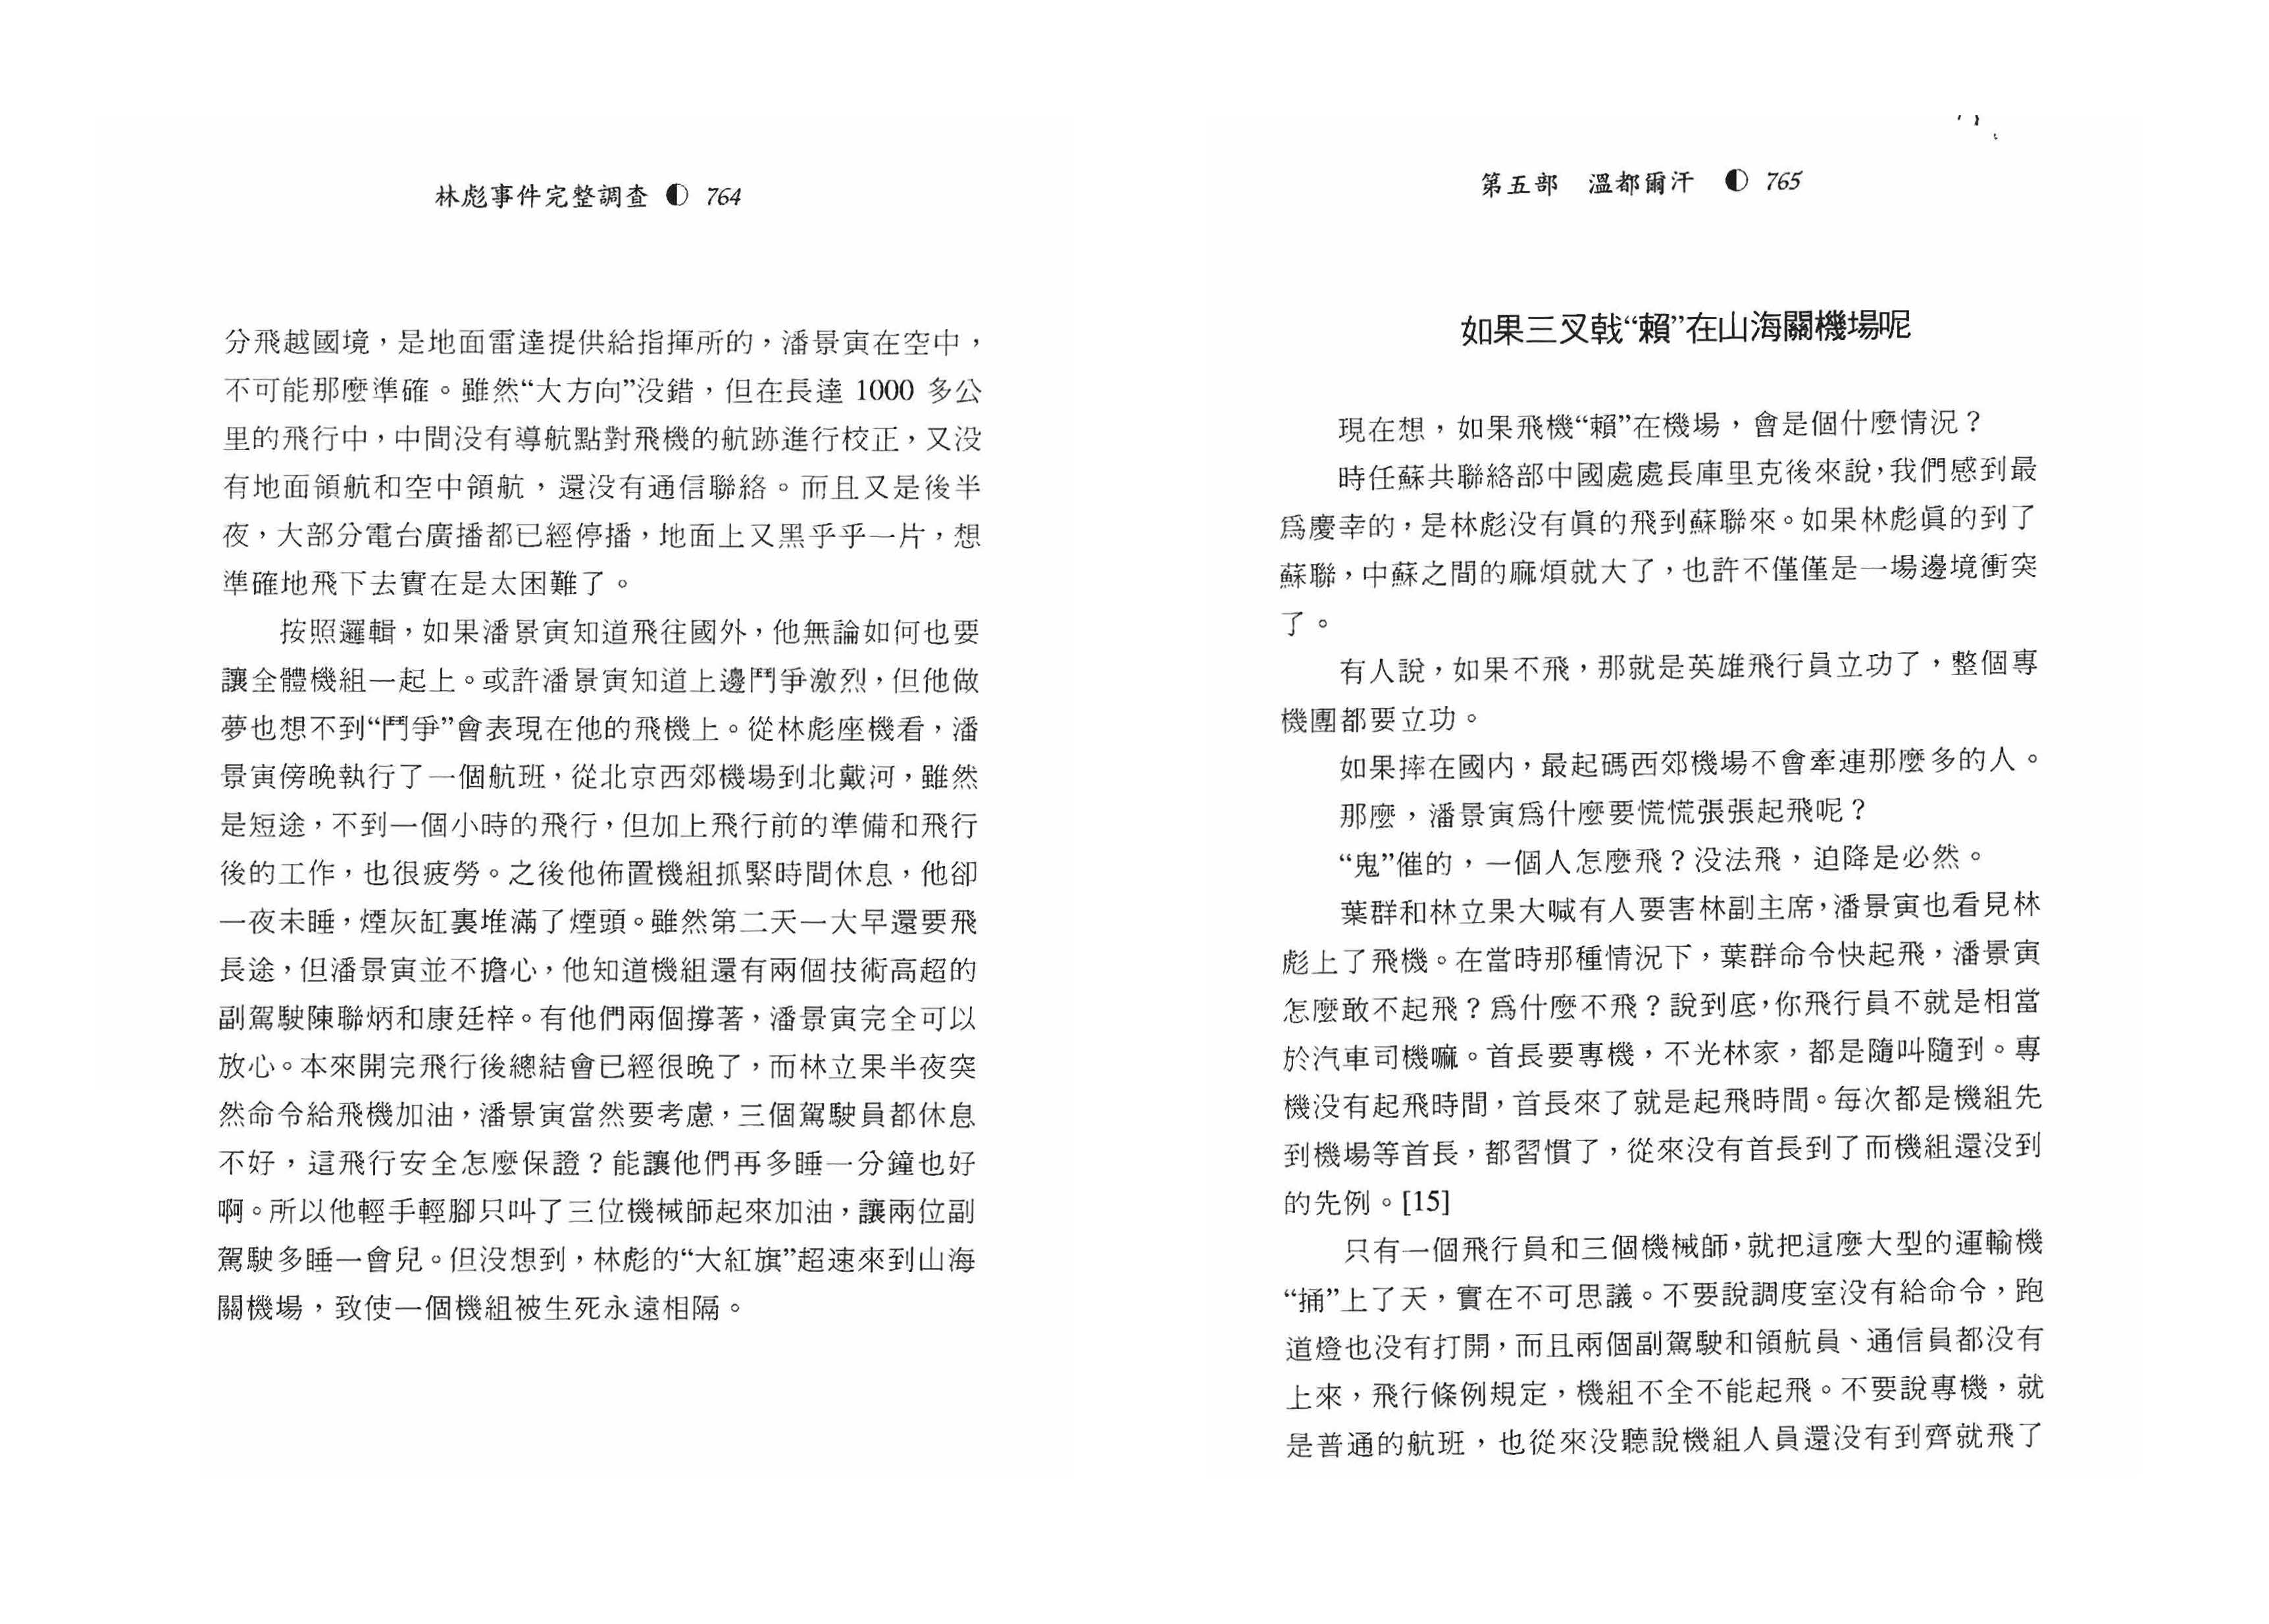 林彪事件完整調查 ◐ 764
分飛越國境，是地面雷達提供給指揮所的，潘景寅在空中，
不可能那麼準確。雖然“大方向”没錯，但在長達 1000 多公
里的飛行中，中間没有導航點對飛機的航跡進行校正，又没
有地面領航和空中領航，還没有通信聯絡。而且又是後半
夜，大部分電台廣播都已經停播，地面上又黑乎乎一片，想
準確地飛下去實在是太困難了。
按照邏輯，如果潘景寅知道飛往國外，他無論如何也要
讓全體機組一起上。或許潘景寅知道上邊鬥爭激烈，但他做
夢也想不到“鬥爭”會表現在他的飛機上。從林彪座機看，潘
景寅傍晚執行了一個航班，從北京西郊機場到北戴河，雖然
是短途，不到一個小時的飛行，但加上飛行前的準備和飛行
後的工作，也很疲勞。之後他佈置機組抓緊時間休息，他卻
一夜未睡，煙灰缸裏堆滿了煙頭。雖然第二天一大早還要飛
長途，但潘景寅並不擔心，他知道機組還有兩個技術高超的
副駕駛陳聯炳和康廷梓。有他們兩個撐著，潘景寅完全可以
放心。本來開完飛行後總結會已經很晚了，而林立果半夜突
然命令給飛機加油，潘景寅當然要考慮，三個駕駛員都休息
不好，這飛行安全怎麼保證？能讓他們再多睡一分鐘也好
啊。所以他輕手輕腳只叫了三位機械師起來加油，讓兩位副
駕駛多睡一會兒。但没想到，林彪的“大紅旗”超速來到山海
關機場，致使一個機組被生死永遠相隔。
第五部　溫都爾汗 ◐ 765
如果三叉戟“賴”在山海關機場呢
現在想，如果飛機“賴”在機場，會是個什麼情況？
時任蘇共聯絡部中國處處長庫里克後來說，我們感到最
爲慶幸的，是林彪没有眞的飛到蘇聯來。如果林彪眞的到了
蘇聯，中蘇之間的麻煩就大了，也許不僅僅是一場邊境衝突
了。
有人說，如果不飛，那就是英雄飛行員立功了，整個專
機團都要立功。
如果摔在國内，最起碼西郊機場不會牽連那麼多的人。
那麼，潘景寅爲什麼要慌慌張張起飛呢？
“鬼”催的，一個人怎麼飛？没法飛，迫降是必然。
葉群和林立果大喊有人要害林副主席，潘景寅也看見林
彪上了飛機。在當時那種情況下，葉群命令快起飛，潘景寅
怎麼敢不起飛？爲什麼不飛？說到底，你飛行員不就是相當
於汽車司機嘛。首長要專機，不光林家，都是隨叫隨到。專
機没有起飛時間，首長來了就是起飛時間。每次都是機組先
到機場等首長，都習慣了，從來没有首長到了而機組還没到
的先例。[15]
只有一個飛行員和三個機械師，就把這麼大型的運輸機
“捅”上了天，實在不可思議。不要說調度室没有給命令，跑
道燈也没有打開，而且兩個副駕駛和領航員、通信員都没有
上來，飛行條例規定，機組不全不能起飛。不要說專機，就
是普通的航班，也從來没聽說機組人員還没有到齊就飛了